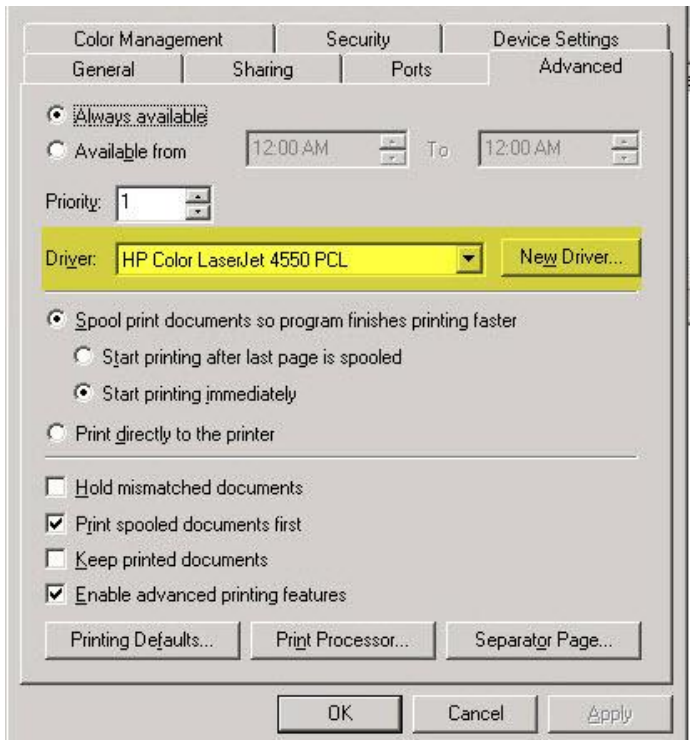 Color Management Security Device Settings
General Sharing Ports Advanced
Always available
Available from 12:00 AM To 12:00 AM
Priority: 1
Driver: HP Color LaserJet 4550 PCL New Driver...
Spool print documents so program finishes printing faster
Start printing after last page is spooled
Start printing immediately
Print directly to the printer
Hold mismatched documents
Print spooled documents first
Keep printed documents
Enable advanced printing features
Printing Defaults... Print Processor... Separator Page...
OK Cancel Apply